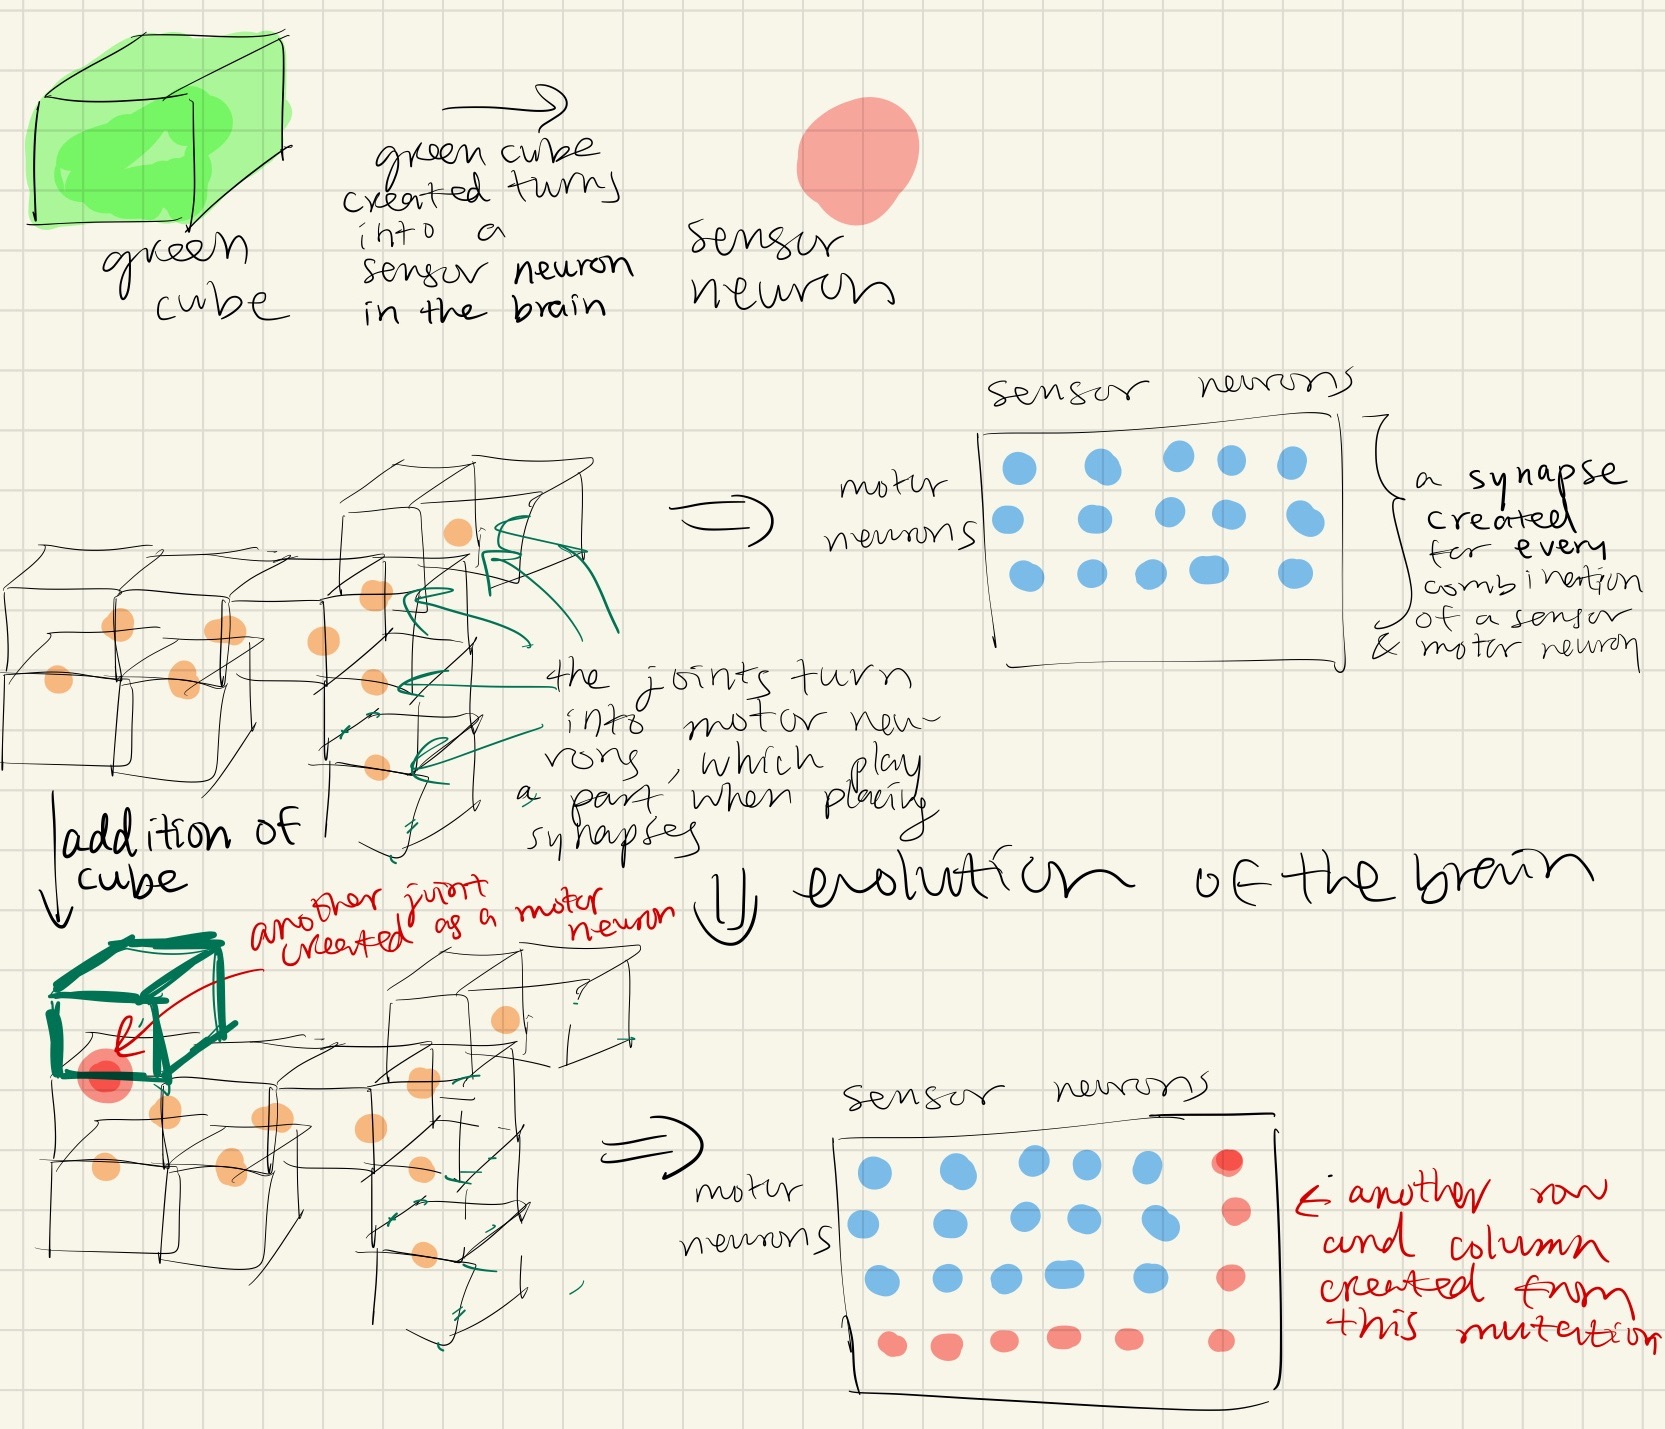 green
cube
green cube
created turns
into a
sensor neuron
in the brain
sensor
neuron
sensor neurons
motor
neurons
a synapse
created
for every
combination
of a sensor
& motor neuron
the joints turn
into motor neu-
rons, which play
a part when placing
synapses
addition of
cube
evolution of the brain
another joint
created as a motor
neuron
sensor neurons
motor
neurons
another row
and column
created from
this mutation